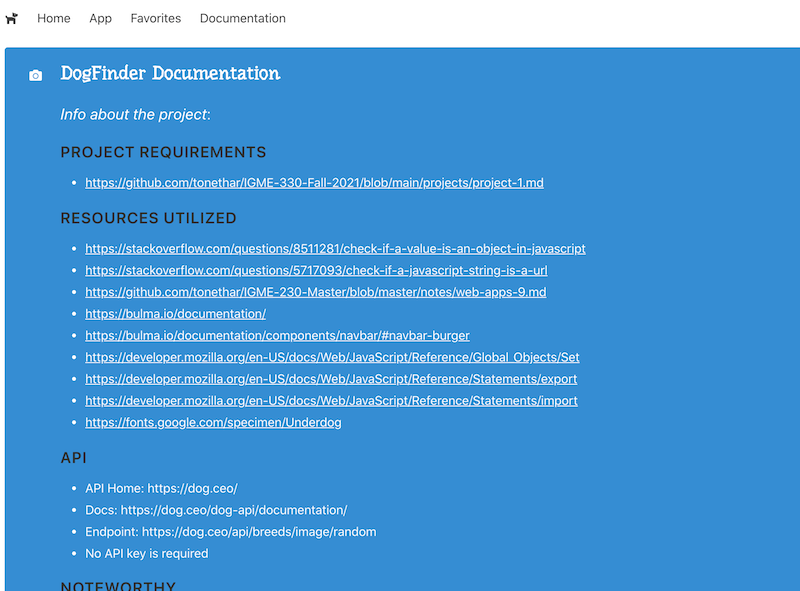 Home App Favorites Documentation
DogFinder Documentation
Info about the project:
PROJECT REQUIREMENTS
https://github.com/tonethar/IGME-330-Fall-2021/blob/main/projects/project-1.md
RESOURCES UTILIZED
https://stackoverflow.com/questions/8511281/check-if-a-value-is-an-object-in-javascript
https://stackoverflow.com/questions/5717093/check-if-a-javascript-string-is-a-url
https://github.com/tonethar/IGME-230-Master/blob/master/notes/web-apps-9.md
https://bulma.io/documentation/
https://bulma.io/documentation/components/navbar/#navbar-burger
https://developer.mozilla.org/en-US/docs/Web/JavaScript/Reference/Global_Objects/Set
https://developer.mozilla.org/en-US/docs/Web/JavaScript/Reference/Statements/export
https://developer.mozilla.org/en-US/docs/Web/JavaScript/Reference/Statements/import
https://fonts.google.com/specimen/Underdog
API
API Home: https://dog.ceo/
Docs: https://dog.ceo/dog-api/documentation/
Endpoint: https://dog.ceo/api/breeds/image/random
No API key is required
NOTEWORTHY